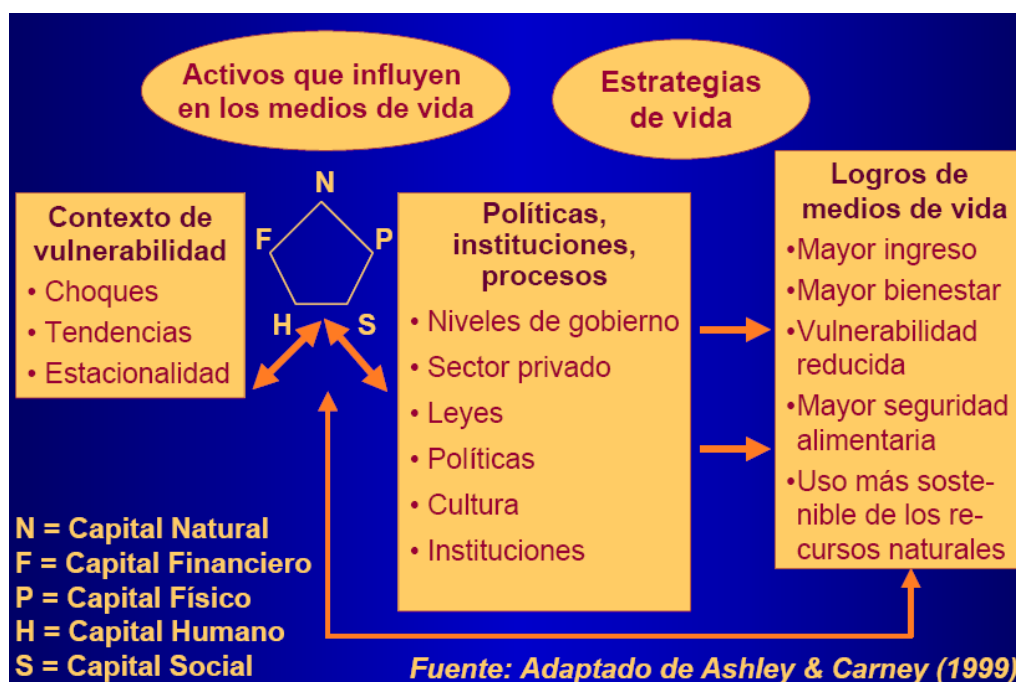 Activos que influyen
en los medios de vida
Estrategias
de vida
Contexto de
vulnerabilidad
• Choques
• Tendencias
• Estacionalidad
N
F
P
H
S
Políticas,
instituciones,
procesos
• Niveles de gobierno
• Sector privado
• Leyes
• Políticas
• Cultura
• Instituciones
Logros de
medios de vida
•Mayor ingreso
•Mayor bienestar
•Vulnerabilidad
reducida
•Mayor seguridad
alimentaria
•Uso más soste-
nible de los re-
cursos naturales
N = Capital Natural
F = Capital Financiero
P = Capital Físico
H = Capital Humano
S = Capital Social
Fuente: Adaptado de Ashley & Carney (1999)